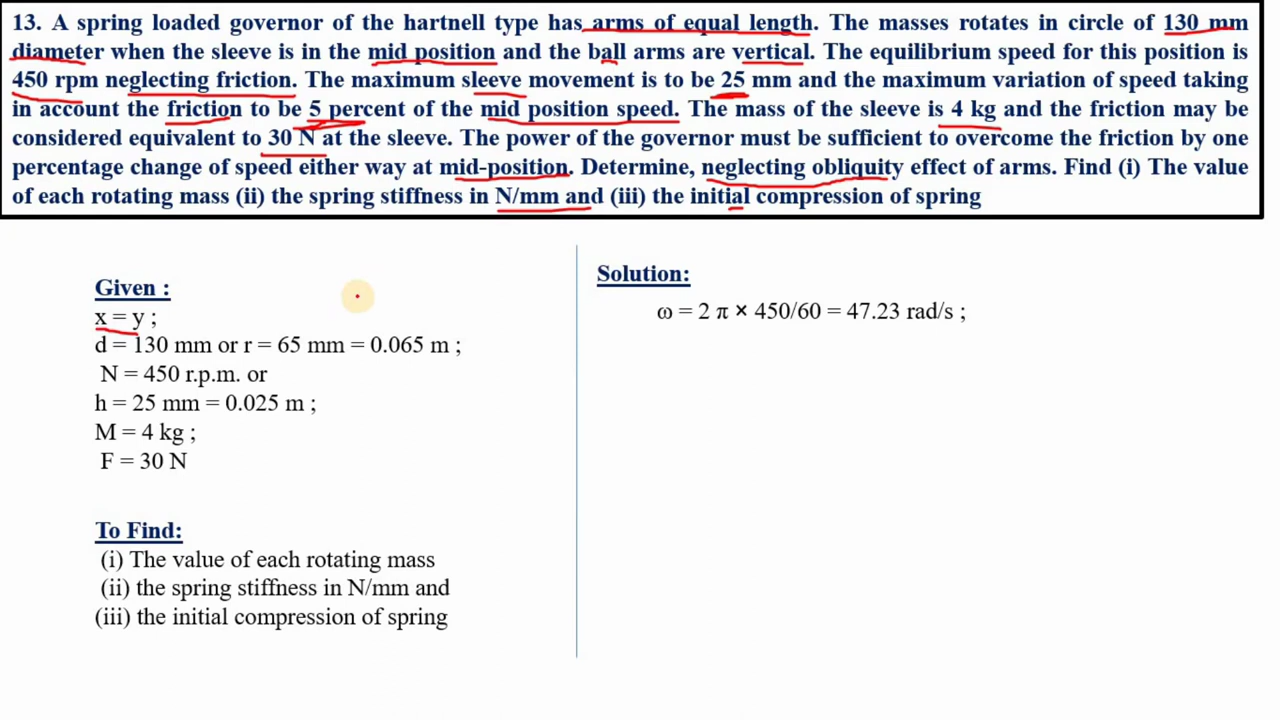 13. A spring loaded governor of the hartnell type has arms of equal length. The masses rotates in circle of 130 mm
diameter when the sleeve is in the mid position and the ball arms are vertical. The equilibrium speed for this position is
450 rpm neglecting friction. The maximum sleeve movement is to be 25 mm and the maximum variation of speed taking
in account the friction to be 5 percent of the mid position speed. The mass of the sleeve is 4 kg and the friction may be
considered equivalent to 30 N at the sleeve. The power of the governor must be sufficient to overcome the friction by one
percentage change of speed either way at mid-position. Determine, neglecting obliquity effect of arms. Find (i) The value
of each rotating mass (ii) the spring stiffness in N/mm and (iii) the initial compression of spring
Given :
x = y ;
d = 130 mm or r = 65 mm = 0.065 m ;
N = 450 r.p.m. or
h = 25 mm = 0.025 m ;
M = 4 kg ;
F = 30 N
To Find:
(i) The value of each rotating mass
(ii) the spring stiffness in N/mm and
(iii) the initial compression of spring
Solution:
ω = 2 π × 450/60 = 47.23 rad/s ;